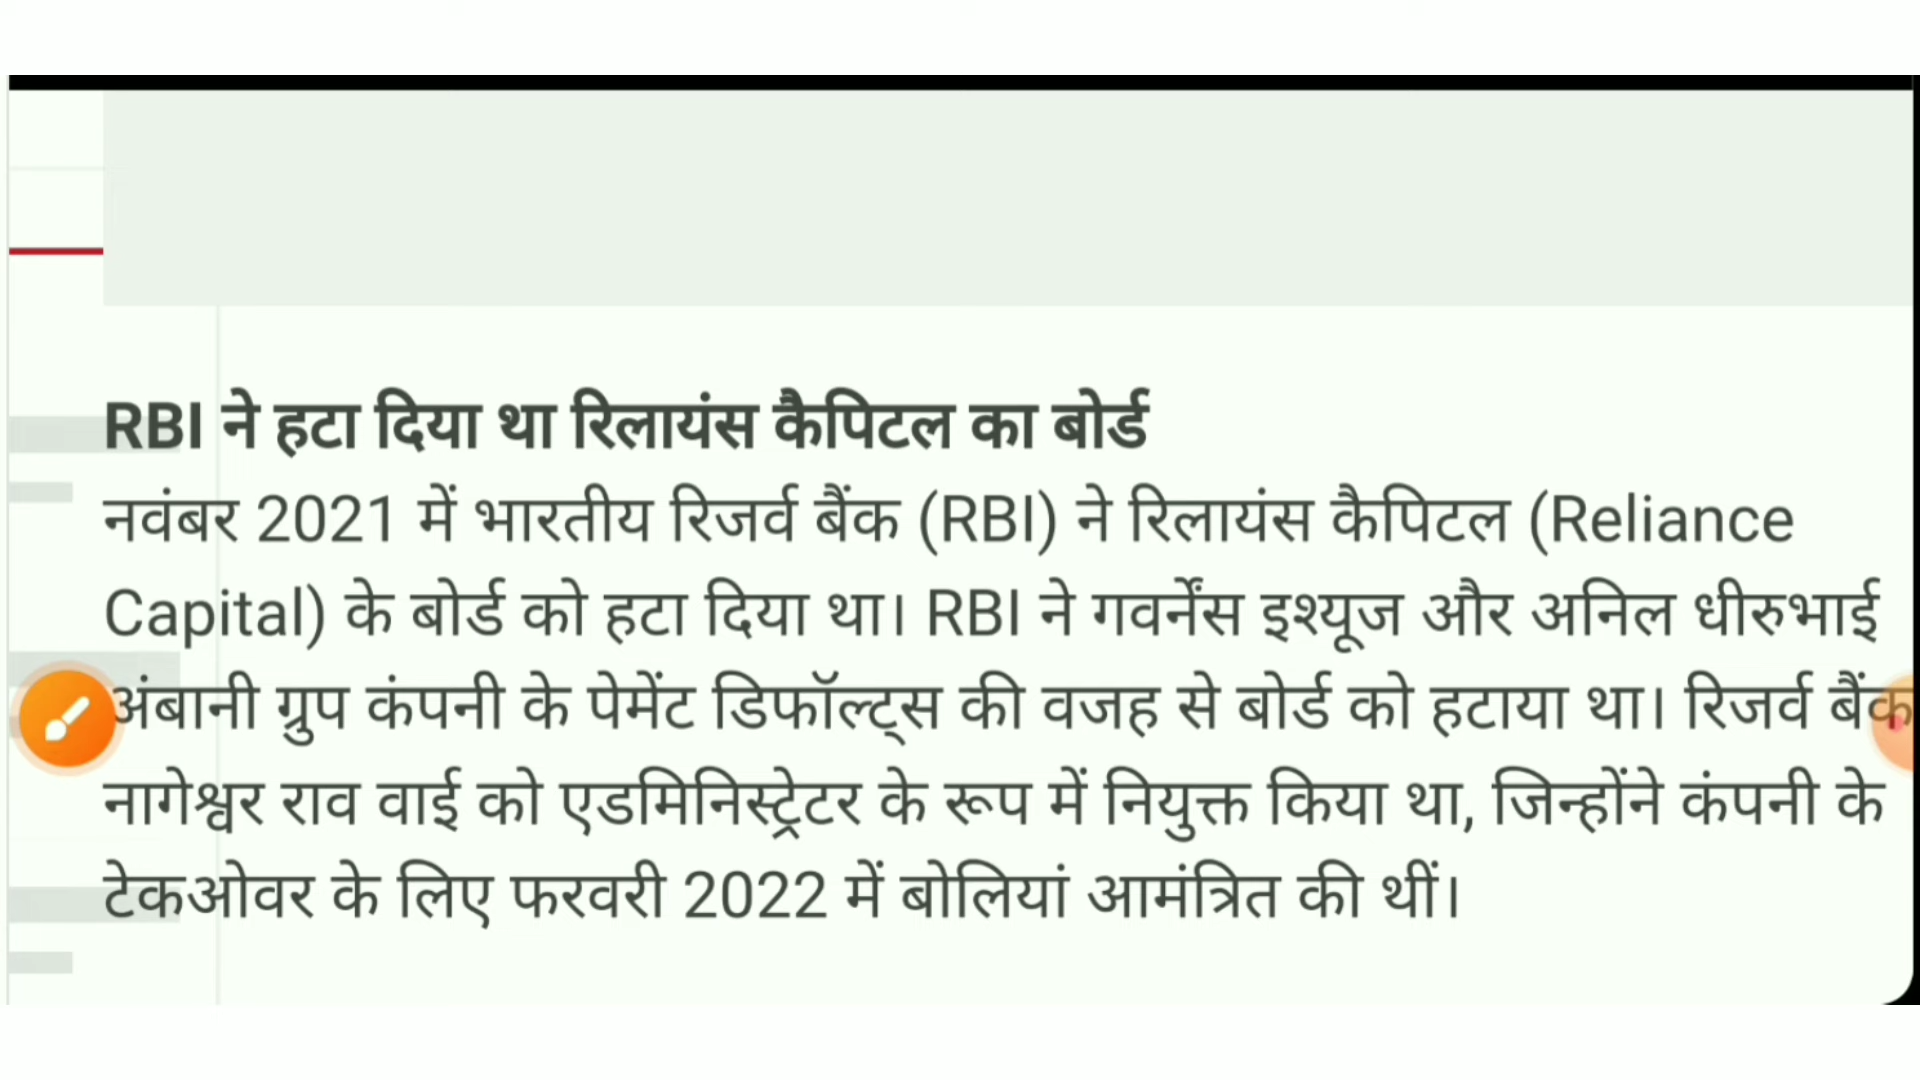 RBI ने हटा दिया था रिलायंस कैपिटल का बोर्ड
नवंबर 2021 में भारतीय रिजर्व बैंक (RBI) ने रिलायंस कैपिटल (Reliance
Capital) के बोर्ड को हटा दिया था। RBI ने गवर्नेंस इश्यूज और अनिल धीरुभाई
अंबानी ग्रुप कंपनी के पेमेंट डिफॉल्ट्स की वजह से बोर्ड को हटाया था। रिजर्व बैंक
नागेश्वर राव वाई को एडमिनिस्ट्रेटर के रूप में नियुक्त किया था, जिन्होंने कंपनी के
टेकओवर के लिए फरवरी 2022 में बोलियां आमंत्रित की थीं।